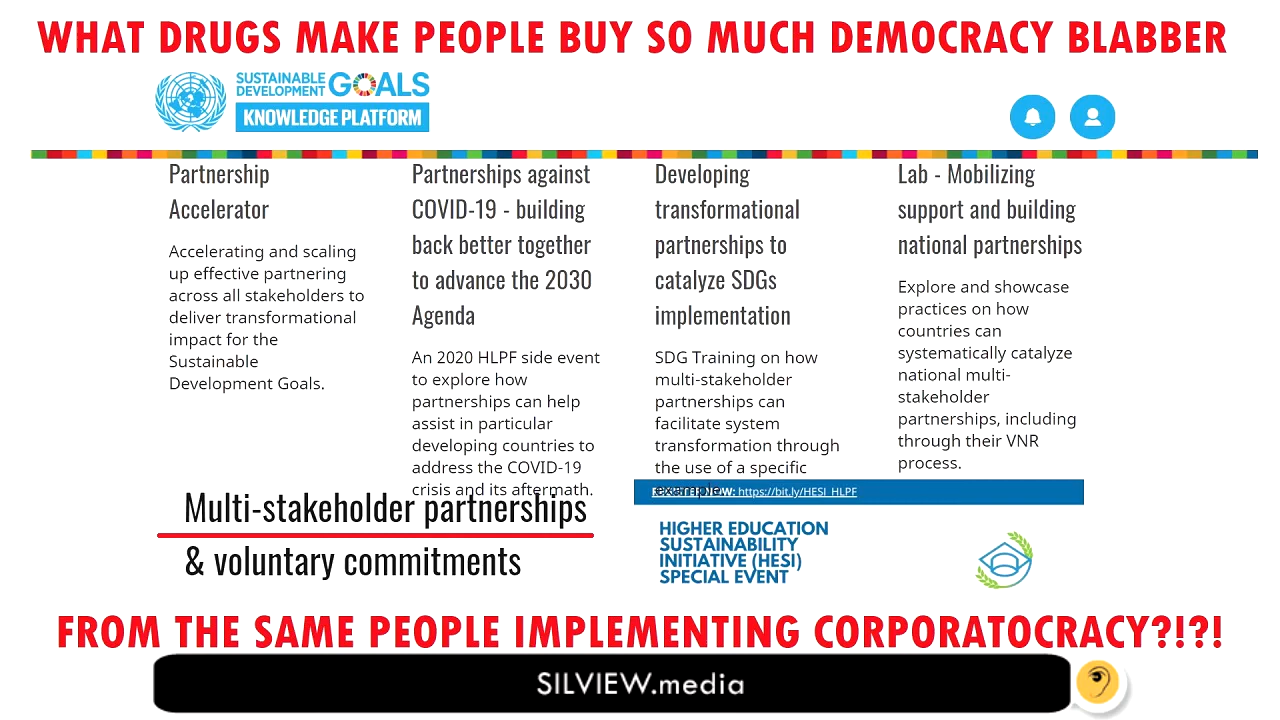 WHAT DRUGS MAKE PEOPLE BUY SO MUCH DEMOCRACY BLABBER
SUSTAINABLE
DEVELOPMENT GOALS
KNOWLEDGE PLATFORM
Partnership
Accelerator
Accelerating and scaling
up effective partnering
across all stakeholders to
deliver transformational
impact for the
Sustainable
Development Goals.
Partnerships against
COVID-19 - building
back better together
to advance the 2030
Agenda
An 2020 HLPF side event
to explore how
partnerships can help
assist in particular
developing countries to
address the COVID-19
crisis and its aftermath.
Developing
transformational
partnerships to
catalyze SDGs
implementation
SDG Training on how
multi-stakeholder
partnerships can
facilitate system
transformation through
the use of a specific
example.
Lab - Mobilizing
support and building
national partnerships
Explore and showcase
practices on how
countries can
systematically catalyze
national multi-
stakeholder
partnerships, including
through their VNR
process.
Multi-stakeholder partnerships
& voluntary commitments
https://bit.ly/HESI_HLPF
HIGHER EDUCATION
SUSTAINABILITY
INITIATIVE (HESI)
SPECIAL EVENT
FROM THE SAME PEOPLE IMPLEMENTING CORPORATOCRACY?!?!
SILVIEW.media